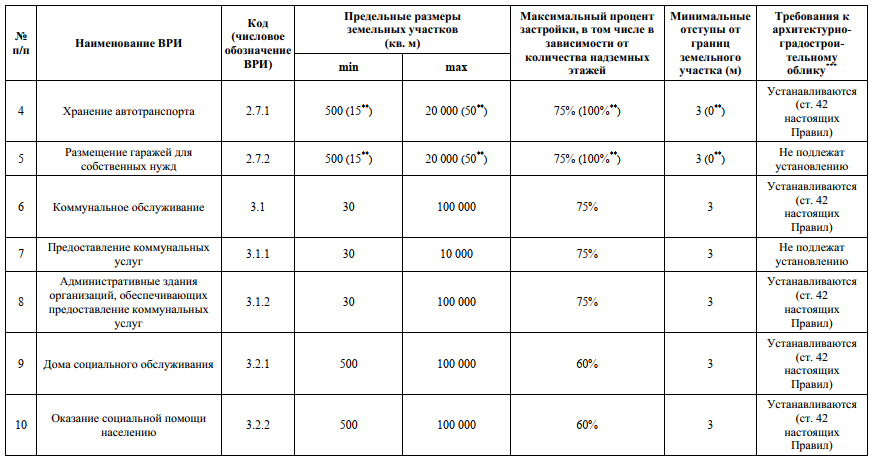 №
п/п
Наименование ВРИ
Код
(числовое
обозначение
ВРИ)
Предельные размеры
земельных участков
(кв. м)
min
max
Максимальный процент
застройки, в том числе в
зависимости от
количества надземных
этажей
Минимальные
отступы от
границ
земельного
участка (м)
Требования к
архитектурно-
градострои-
тельному
облику***
4
Хранение автотранспорта
2.7.1
500 (15♦♦)
20 000 (50♦♦)
75% (100%♦♦)
3 (0♦♦)
Устанавливаются
(ст. 42
настоящих
Правил)
5
Размещение гаражей для
собственных нужд
2.7.2
500 (15♦♦)
20 000 (50♦♦)
75% (100%♦♦)
3 (0♦♦)
Не подлежат
установлению
6
Коммунальное обслуживание
3.1
30
100 000
75%
3
Устанавливаются
(ст. 42
настоящих
Правил)
7
Предоставление коммунальных
услуг
3.1.1
30
10 000
75%
3
Не подлежат
установлению
8
Административные здания
организаций, обеспечивающих
предоставление коммунальных
услуг
3.1.2
30
100 000
75%
3
Устанавливаются
(ст. 42
настоящих
Правил)
9
Дома социального обслуживания
3.2.1
500
100 000
60%
3
Устанавливаются
(ст. 42
настоящих
Правил)
10
Оказание социальной помощи
населению
3.2.2
500
100 000
60%
3
Устанавливаются
(ст. 42
настоящих
Правил)